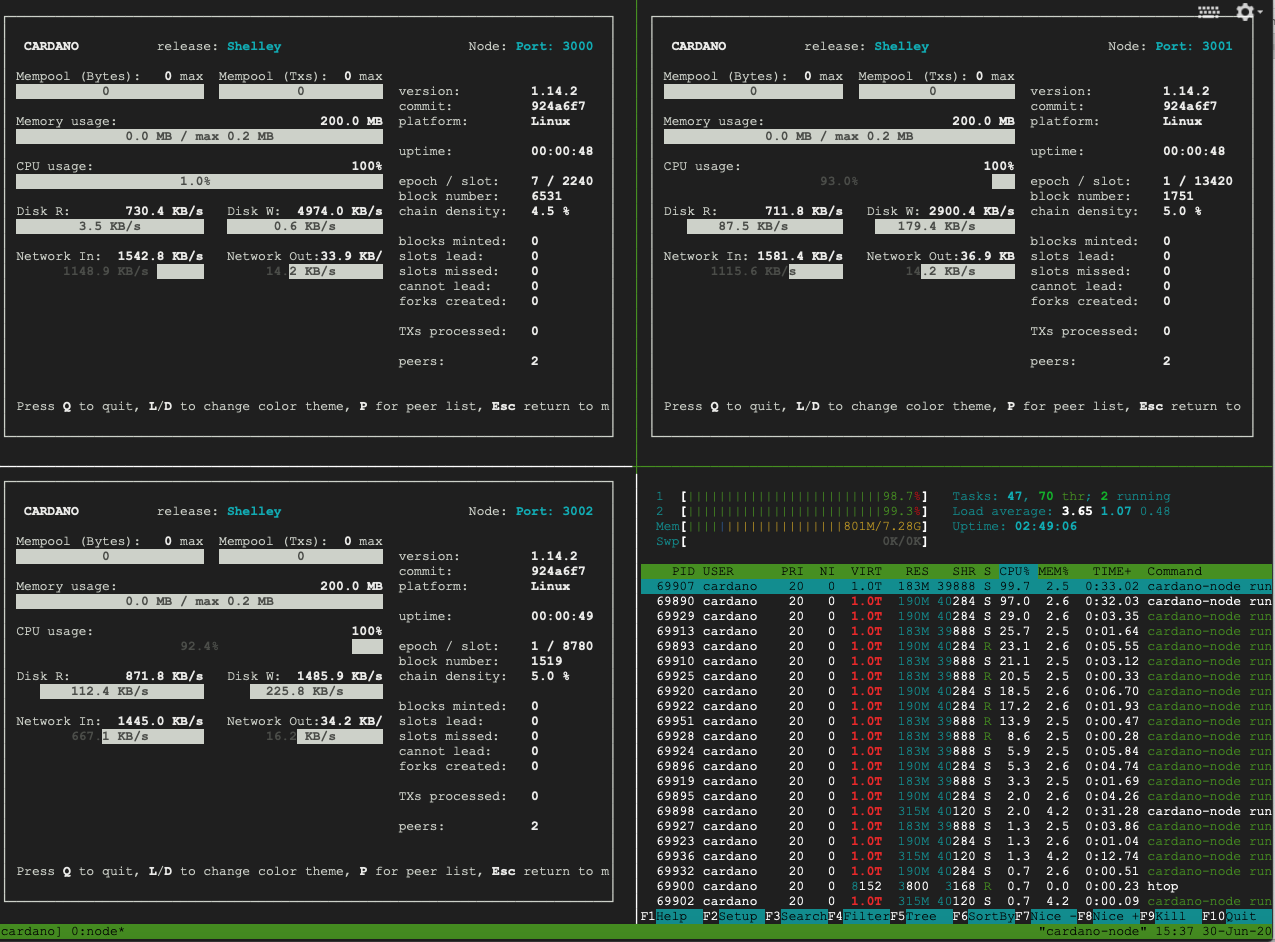 CARDANO release: Shelley Node: Port: 3000
Mempool (Bytes): 0 max Mempool (Txs): 0 max
0 0 version: 1.14.2
commit: 924a6f7
Memory usage: 200.0 MB platform: Linux
0.0 MB / max 0.2 MB
uptime: 00:00:48
CPU usage: 100%
1.0% epoch / slot: 7 / 2240
block number: 6531
Disk R: 730.4 KB/s Disk W: 4974.0 KB/s chain density: 4.5 %
3.5 KB/s 0.6 KB/s
blocks minted: 0
Network In: 1542.8 KB/s Network Out:33.9 KB/ slots lead: 0
1148.9 KB/s 14.2 KB/s slots missed: 0
cannot lead: 0
forks created: 0
TXs processed: 0
peers: 2
Press Q to quit, L/D to change color theme, P for peer list, Esc return to m
CARDANO release: Shelley Node: Port: 3001
Mempool (Bytes): 0 max Mempool (Txs): 0 max
0 0 version: 1.14.2
commit: 924a6f7
Memory usage: 200.0 MB platform: Linux
0.0 MB / max 0.2 MB
uptime: 00:00:48
CPU usage: 100%
93.0% epoch / slot: 1 / 13420
block number: 1751
Disk R: 711.8 KB/s Disk W: 2900.4 KB/s chain density: 5.0 %
87.5 KB/s 179.4 KB/s
blocks minted: 0
Network In: 1581.4 KB/s Network Out:36.9 KB slots lead: 0
1115.6 KB/s 14.2 KB/s slots missed: 0
cannot lead: 0
forks created: 0
TXs processed: 0
peers: 2
Press Q to quit, L/D to change color theme, P for peer list, Esc return to
CARDANO release: Shelley Node: Port: 3002
Mempool (Bytes): 0 max Mempool (Txs): 0 max
0 0 version: 1.14.2
commit: 924a6f7
Memory usage: 200.0 MB platform: Linux
0.0 MB / max 0.2 MB
uptime: 00:00:49
CPU usage: 100%
92.4% epoch / slot: 1 / 8780
block number: 1519
Disk R: 871.8 KB/s Disk W: 1485.9 KB/s chain density: 5.0 %
112.4 KB/s 225.8 KB/s
blocks minted: 0
Network In: 1445.0 KB/s Network Out:34.2 KB/ slots lead: 0
667.1 KB/s 16.2 KB/s slots missed: 0
cannot lead: 0
forks created: 0
TXs processed: 0
peers: 2
Press Q to quit, L/D to change color theme, P for peer list, Esc return to m
1 [||||||||||||||||||||||||||98.7%] Tasks: 47, 70 thr; 2 running
2 [||||||||||||||||||||||||||99.3%] Load average: 3.65 1.07 0.48
Mem[|||||||||||||||||||||801M/7.28G] Uptime: 02:49:06
Swp[ 0K/0K]
PID USER PRI NI VIRT RES SHR S CPU% MEM% TIME+ Command
69907 cardano 20 0 1.0T 183M 39888 S 99.7 2.5 0:33.02 cardano-node run
69890 cardano 20 0 1.0T 190M 40284 S 97.0 2.6 0:32.03 cardano-node run
69929 cardano 20 0 1.0T 190M 40284 S 29.0 2.6 0:03.35 cardano-node run
69913 cardano 20 0 1.0T 183M 39888 S 25.7 2.5 0:01.64 cardano-node run
69893 cardano 20 0 1.0T 190M 40284 R 23.1 2.6 0:05.55 cardano-node run
69910 cardano 20 0 1.0T 183M 39888 S 21.1 2.5 0:03.12 cardano-node run
69925 cardano 20 0 1.0T 183M 39888 R 20.5 2.5 0:00.33 cardano-node run
69920 cardano 20 0 1.0T 190M 40284 S 18.5 2.6 0:06.70 cardano-node run
69922 cardano 20 0 1.0T 190M 40284 R 17.2 2.6 0:01.93 cardano-node run
69951 cardano 20 0 1.0T 183M 39888 R 13.9 2.5 0:00.47 cardano-node run
69928 cardano 20 0 1.0T 183M 39888 R 8.6 2.5 0:00.28 cardano-node run
69924 cardano 20 0 1.0T 183M 39888 S 5.9 2.5 0:05.84 cardano-node run
69896 cardano 20 0 1.0T 190M 40284 S 5.3 2.6 0:04.74 cardano-node run
69919 cardano 20 0 1.0T 183M 39888 S 3.3 2.5 0:01.69 cardano-node run
69895 cardano 20 0 1.0T 190M 40284 S 2.0 2.6 0:04.26 cardano-node run
69898 cardano 20 0 1.0T 315M 40120 S 2.0 4.2 0:31.28 cardano-node run
69927 cardano 20 0 1.0T 183M 39888 S 1.3 2.5 0:03.86 cardano-node run
69923 cardano 20 0 1.0T 190M 40284 S 1.3 2.6 0:01.04 cardano-node run
69936 cardano 20 0 1.0T 315M 40120 S 1.3 4.2 0:12.74 cardano-node run
69932 cardano 20 0 1.0T 190M 40284 S 0.7 2.6 0:00.51 cardano-node run
69900 cardano 20 0 8152 3800 3168 R 0.7 0.0 0:00.23 htop
69902 cardano 20 0 1.0T 315M 40120 S 0.7 4.2 0:00.09 cardano-node run
F1Help F2Setup F3SearchF4FilterF5Tree F6SortByF7Nice -F8Nice +F9Kill F10Quit
cardano] 0:node* "cardano-node" 15:37 30-Jun-20